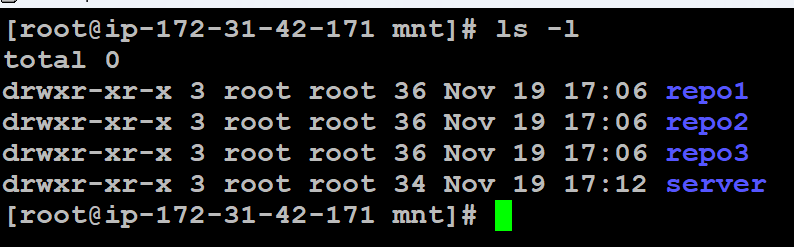 [root@ip-172-31-42-171 mnt]# ls -l
total 0
drwxr-xr-x 3 root root 36 Nov 19 17:06 repo1
drwxr-xr-x 3 root root 36 Nov 19 17:06 repo2
drwxr-xr-x 3 root root 36 Nov 19 17:06 repo3
drwxr-xr-x 3 root root 34 Nov 19 17:12 server
[root@ip-172-31-42-171 mnt]#